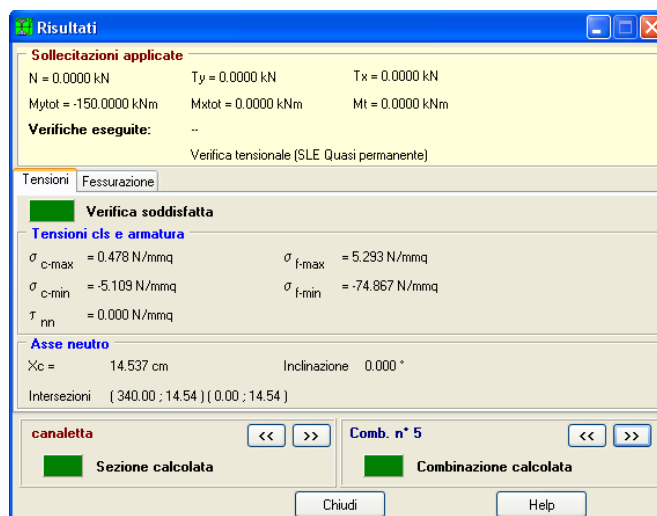 Risultati
Sollecitazioni applicate
N = 0.0000 kN Ty = 0.0000 kN Tx = 0.0000 kN
Mytot = -150.0000 kNm Mxtot = 0.0000 kNm Mt = 0.0000 kNm
Verifiche eseguite: --
Verifica tensionale (SLE Quasi permanente)
Tensioni Fessurazione
Verifica soddisfatta
Tensioni cls e armatura
σ c-max = 0.478 N/mmq σ f-max = 5.293 N/mmq
σ c-min = -5.109 N/mmq σ f-min = -74.867 N/mmq
τ nn = 0.000 N/mmq
Asse neutro
Xc = 14.537 cm Inclinazione 0.000 °
Intersezioni ( 340.00 ; 14.54 ) ( 0.00 ; 14.54 )
canaletta << >> Comb. n° 5 << >>
Sezione calcolata Combinazione calcolata
Chiudi Help